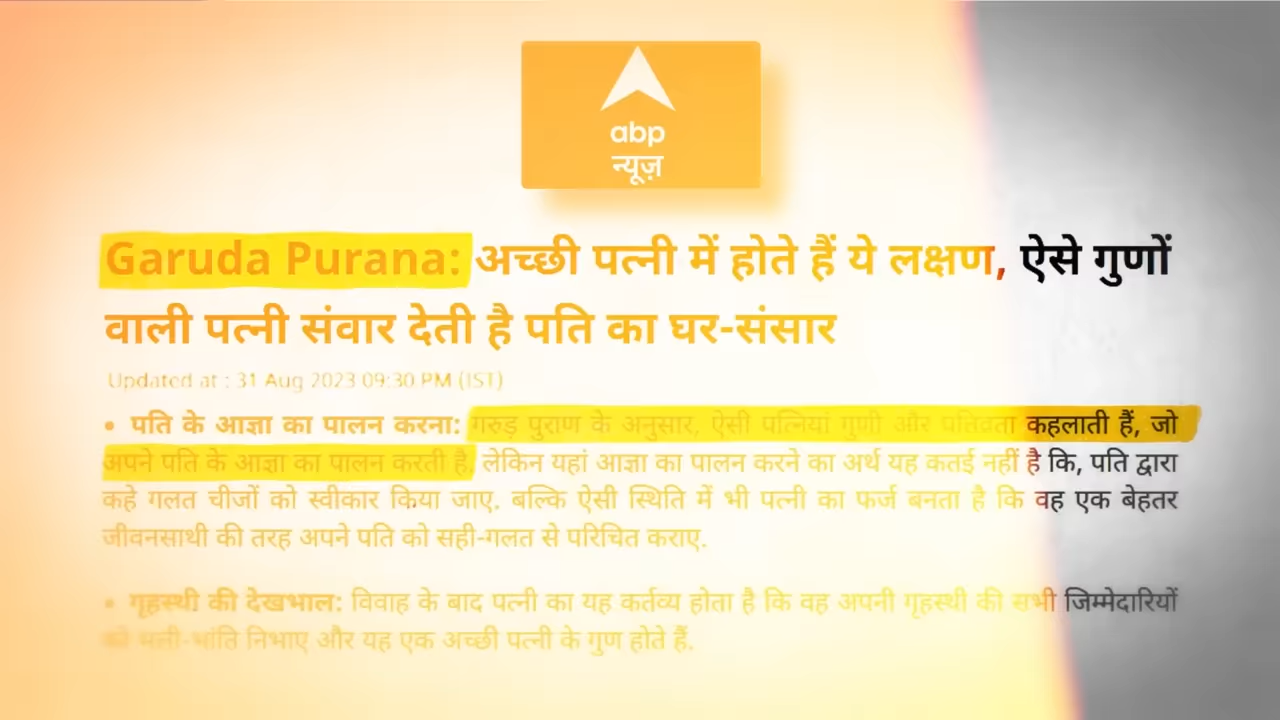 abp
न्यूज़
Garuda Purana: अच्छी पत्नी में होते हैं ये लक्षण, ऐसे गुणों
वाली पत्नी संवार देती है पति का घर-संसार
Updated at : 31 Aug 2023 09:30 PM (IST)
• पति के आज्ञा का पालन करना: गरुड़ पुराण के अनुसार, ऐसी पत्नियां गुणी और पतिव्रता कहलाती हैं, जो
अपने पति के आज्ञा का पालन करती है. लेकिन यहां आज्ञा का पालन करने का अर्थ यह कतई नहीं है कि, पति द्वारा
कहे गलत चीजों को स्वीकार किया जाए. बल्कि ऐसी स्थिति में भी पत्नी का फर्ज बनता है कि वह एक बेहतर
जीवनसाथी की तरह अपने पति को सही-गलत से परिचित कराए.
• गृहस्थी की देखभाल: विवाह के बाद पत्नी का यह कर्तव्य होता है कि वह अपनी गृहस्थी की सभी जिम्मेदारियों
को भली-भांति निभाए और यह एक अच्छी पत्नी के गुण होते हैं.